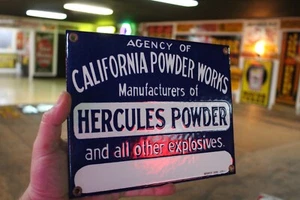 AGENCY OF
CALIFORNIA POWDER WORKS
Manufacturers of
HERCULES POWDER
and all other explosives.